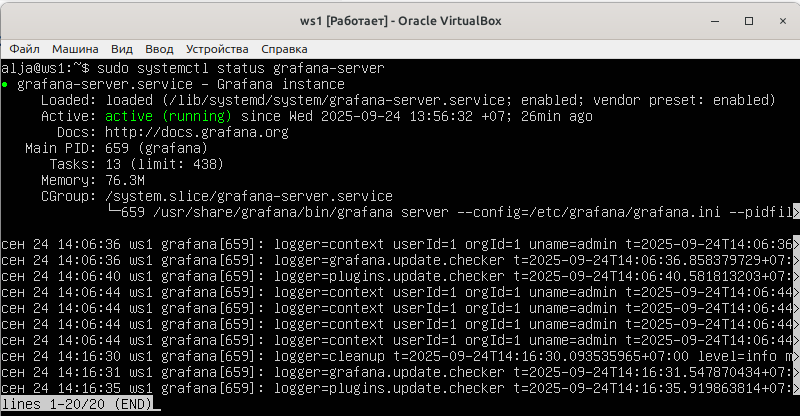 ws1 [Работает] - Oracle VirtualBox
Файл Машина Вид Ввод Устройства Справка
alja@ws1:~$ sudo systemctl status grafana-server
● grafana-server.service - Grafana instance
Loaded: loaded (/lib/systemd/system/grafana-server.service; enabled; vendor preset: enabled)
Active: active (running) since Wed 2025-09-24 13:56:32 +07; 26min ago
Docs: http://docs.grafana.org
Main PID: 659 (grafana)
Tasks: 13 (limit: 438)
Memory: 76.3M
CGroup: /system.slice/grafana-server.service
└─659 /usr/share/grafana/bin/grafana server --config=/etc/grafana/grafana.ini --pidfil>
сен 24 14:06:36 ws1 grafana[659]: logger=context userId=1 orgId=1 uname=admin t=2025-09-24T14:06:36>
сен 24 14:06:36 ws1 grafana[659]: logger=grafana.update.checker t=2025-09-24T14:06:36.858379729+07:>
сен 24 14:06:40 ws1 grafana[659]: logger=plugins.update.checker t=2025-09-24T14:06:40.581813203+07:>
сен 24 14:06:44 ws1 grafana[659]: logger=context userId=1 orgId=1 uname=admin t=2025-09-24T14:06:44>
сен 24 14:06:44 ws1 grafana[659]: logger=context userId=1 orgId=1 uname=admin t=2025-09-24T14:06:44>
сен 24 14:06:44 ws1 grafana[659]: logger=context userId=1 orgId=1 uname=admin t=2025-09-24T14:06:44>
сен 24 14:06:44 ws1 grafana[659]: logger=context userId=1 orgId=1 uname=admin t=2025-09-24T14:06:44>
сен 24 14:16:30 ws1 grafana[659]: logger=cleanup t=2025-09-24T14:16:30.093535965+07:00 level=info m>
сен 24 14:16:31 ws1 grafana[659]: logger=grafana.update.checker t=2025-09-24T14:16:31.547870434+07:>
сен 24 14:16:35 ws1 grafana[659]: logger=plugins.update.checker t=2025-09-24T14:16:35.919863814+07:>
lines 1-20/20 (END)